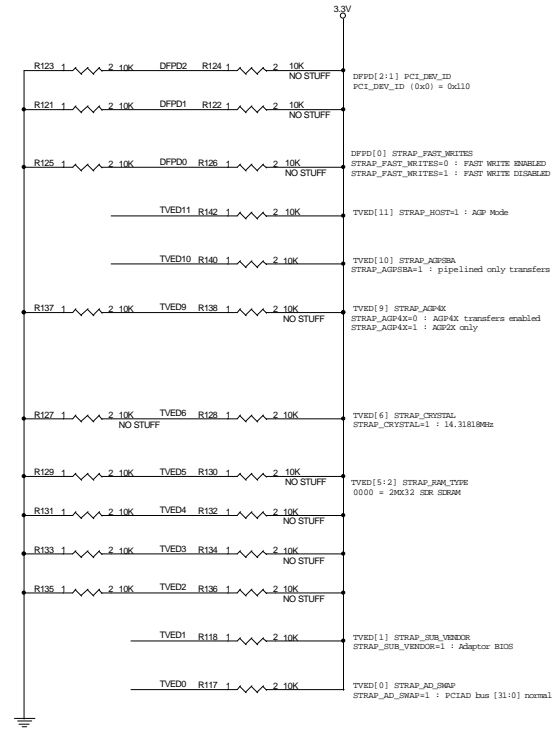 3.3V
R123 1 2 10K DFPD2 R124 1 2 10K
NO STUFF
DFPD[2:1] PCI_DEV_ID
PCI_DEV_ID (0x0) = 0x110
R121 1 2 10K DFPD1 R122 1 2 10K
NO STUFF
DFPD[0] STRAP_FAST_WRITES
STRAP_FAST_WRITES=0 : FAST WRITE ENABLED
R125 1 2 10K DFPD0 R126 1 2 10K
NO STUFF
STRAP_FAST_WRITES=1 : FAST WRITE DISABLED
TVED11 R142 1 2 10K
TVED[11] STRAP_HOST=1 : AGP Mode
TVED10 R140 1 2 10K
TVED[10] STRAP_AGPSBA
STRAP_AGPSBA=1 : pipelined only transfers
R137 1 2 10K TVED9 R138 1 2 10K
NO STUFF
TVED[9] STRAP_AGP4X
STRAP_AGP4X=0 : AGP4X transfers enabled
STRAP_AGP4X=1 : AGP2X only
R127 1 2 10K TVED6 R128 1 2 10K
NO STUFF
TVED[6] STRAP_CRYSTAL
STRAP_CRYSTAL=1 : 14.31818MHz
R129 1 2 10K TVED5 R130 1 2 10K
NO STUFF
TVED[5:2] STRAP_RAM_TYPE
0000 = 2MX32 SDR SDRAM
R131 1 2 10K TVED4 R132 1 2 10K
NO STUFF
R133 1 2 10K TVED3 R134 1 2 10K
NO STUFF
R135 1 2 10K TVED2 R136 1 2 10K
NO STUFF
TVED1 R118 1 2 10K
TVED[1] STRAP_SUB_VENDOR
STRAP_SUB_VENDOR=1 : Adaptor BIOS
TVED0 R117 1 2 10K
TVED[0] STRAP_AD_SWAP
STRAP_AD_SWAP=1 : PCIAD bus [31:0] normal